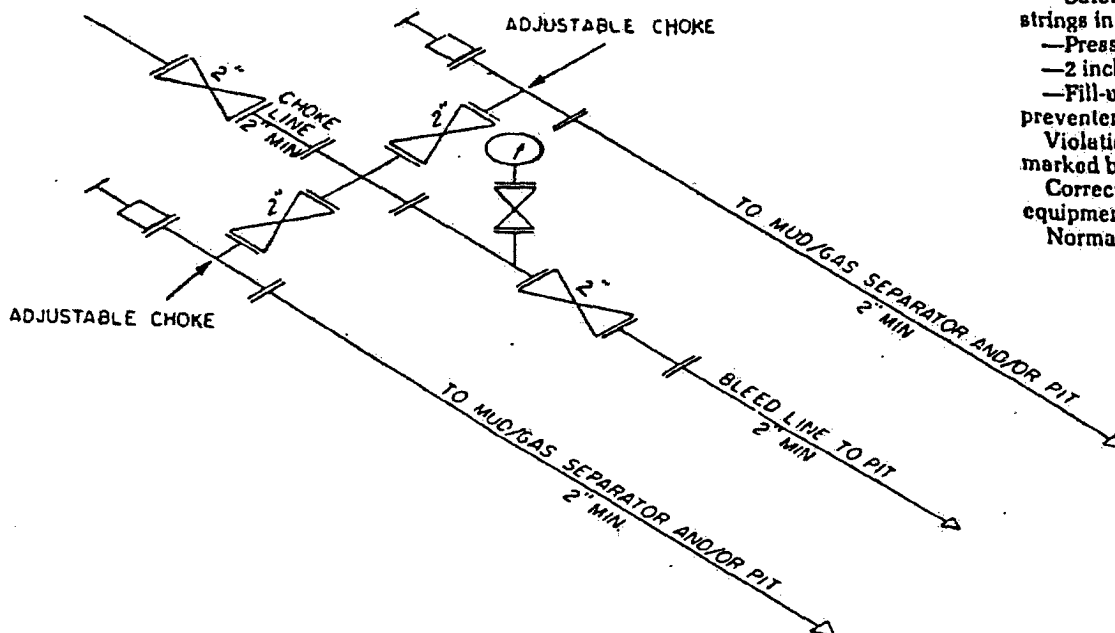 ADJUSTABLE CHOKE
2"
CHOKE
LINE
2" MIN
2"
2"
ADJUSTABLE CHOKE
2"
TO MUD/GAS SEPARATOR AND/OR PIT
2" MIN
BLEED LINE TO PIT
2" MIN
TO MUD/GAS SEPARATOR AND/OR PIT
2" MIN.
strings in
—Press
—2 incl
—Fill-u
preventer
Violati
marked b
Correc
equipmen
Norma